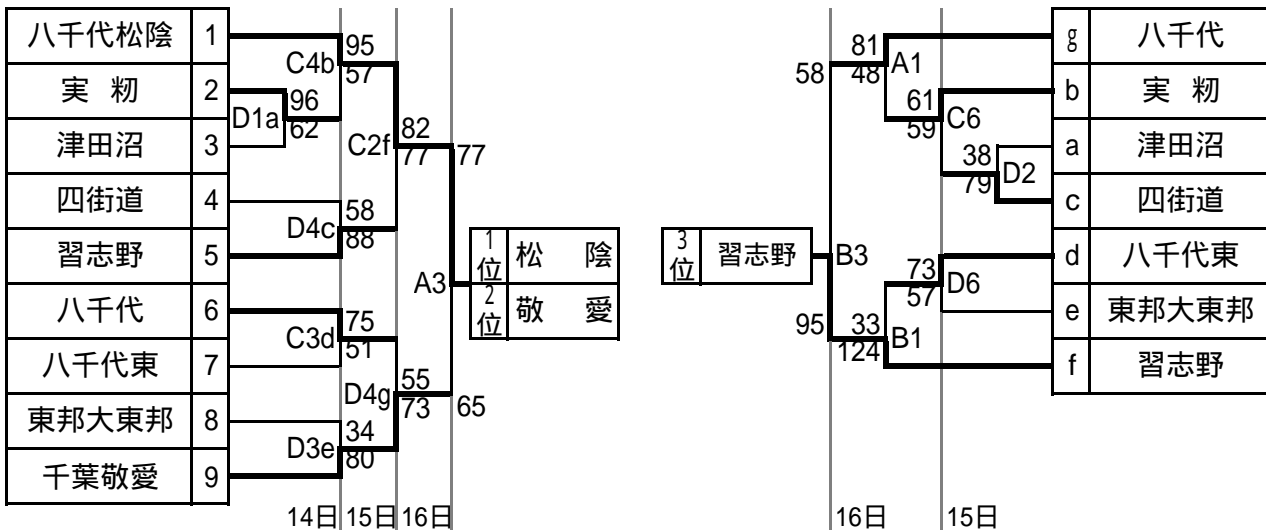 八千代松陰 1
実 籾 2
津田沼 3
四街道 4
習志野 5
八千代 6
八千代東 7
東邦大東邦 8
千葉敬愛 9
C4b 95 57
D1a 96 62
C2f 82 77
D4c 58 88
C3d 75 51
D4g 55 73
D3e 34 80
77 A3 65
1位 松 陰
2位 敬 愛
14日 15日 16日
3位 習志野
58 B3 95
81 48 A1
61 59 C6
38 79 D2
73 57 D6
33 124 B1
g 八千代
b 実 籾
a 津田沼
c 四街道
d 八千代東
e 東邦大東邦
f 習志野
16日 15日